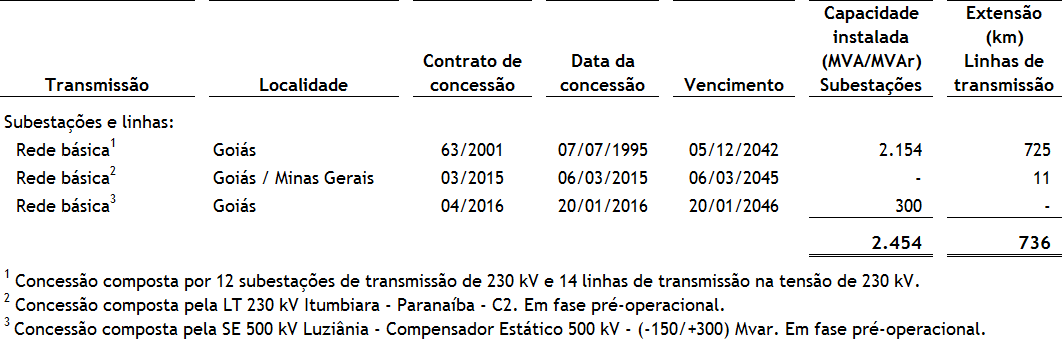 Transmissão Localidade Contrato de concessão Data da concessão Vencimento Capacidade instalada (MVA/MVAr) Subestações Extensão (km) Linhas de transmissão
Subestações e linhas:
Rede básica1 Goiás 63/2001 07/07/1995 05/12/2042 2.154 725
Rede básica2 Goiás / Minas Gerais 03/2015 06/03/2015 06/03/2045 - 11
Rede básica3 Goiás 04/2016 20/01/2016 20/01/2046 300 -
2.454 736
1 Concessão composta por 12 subestações de transmissão de 230 kV e 14 linhas de transmissão na tensão de 230 kV.
2 Concessão composta pela LT 230 kV Itumbiara - Paranaíba - C2. Em fase pré-operacional.
3 Concessão composta pela SE 500 kV Luziânia - Compensador Estático 500 kV - (-150/+300) Mvar. Em fase pré-operacional.